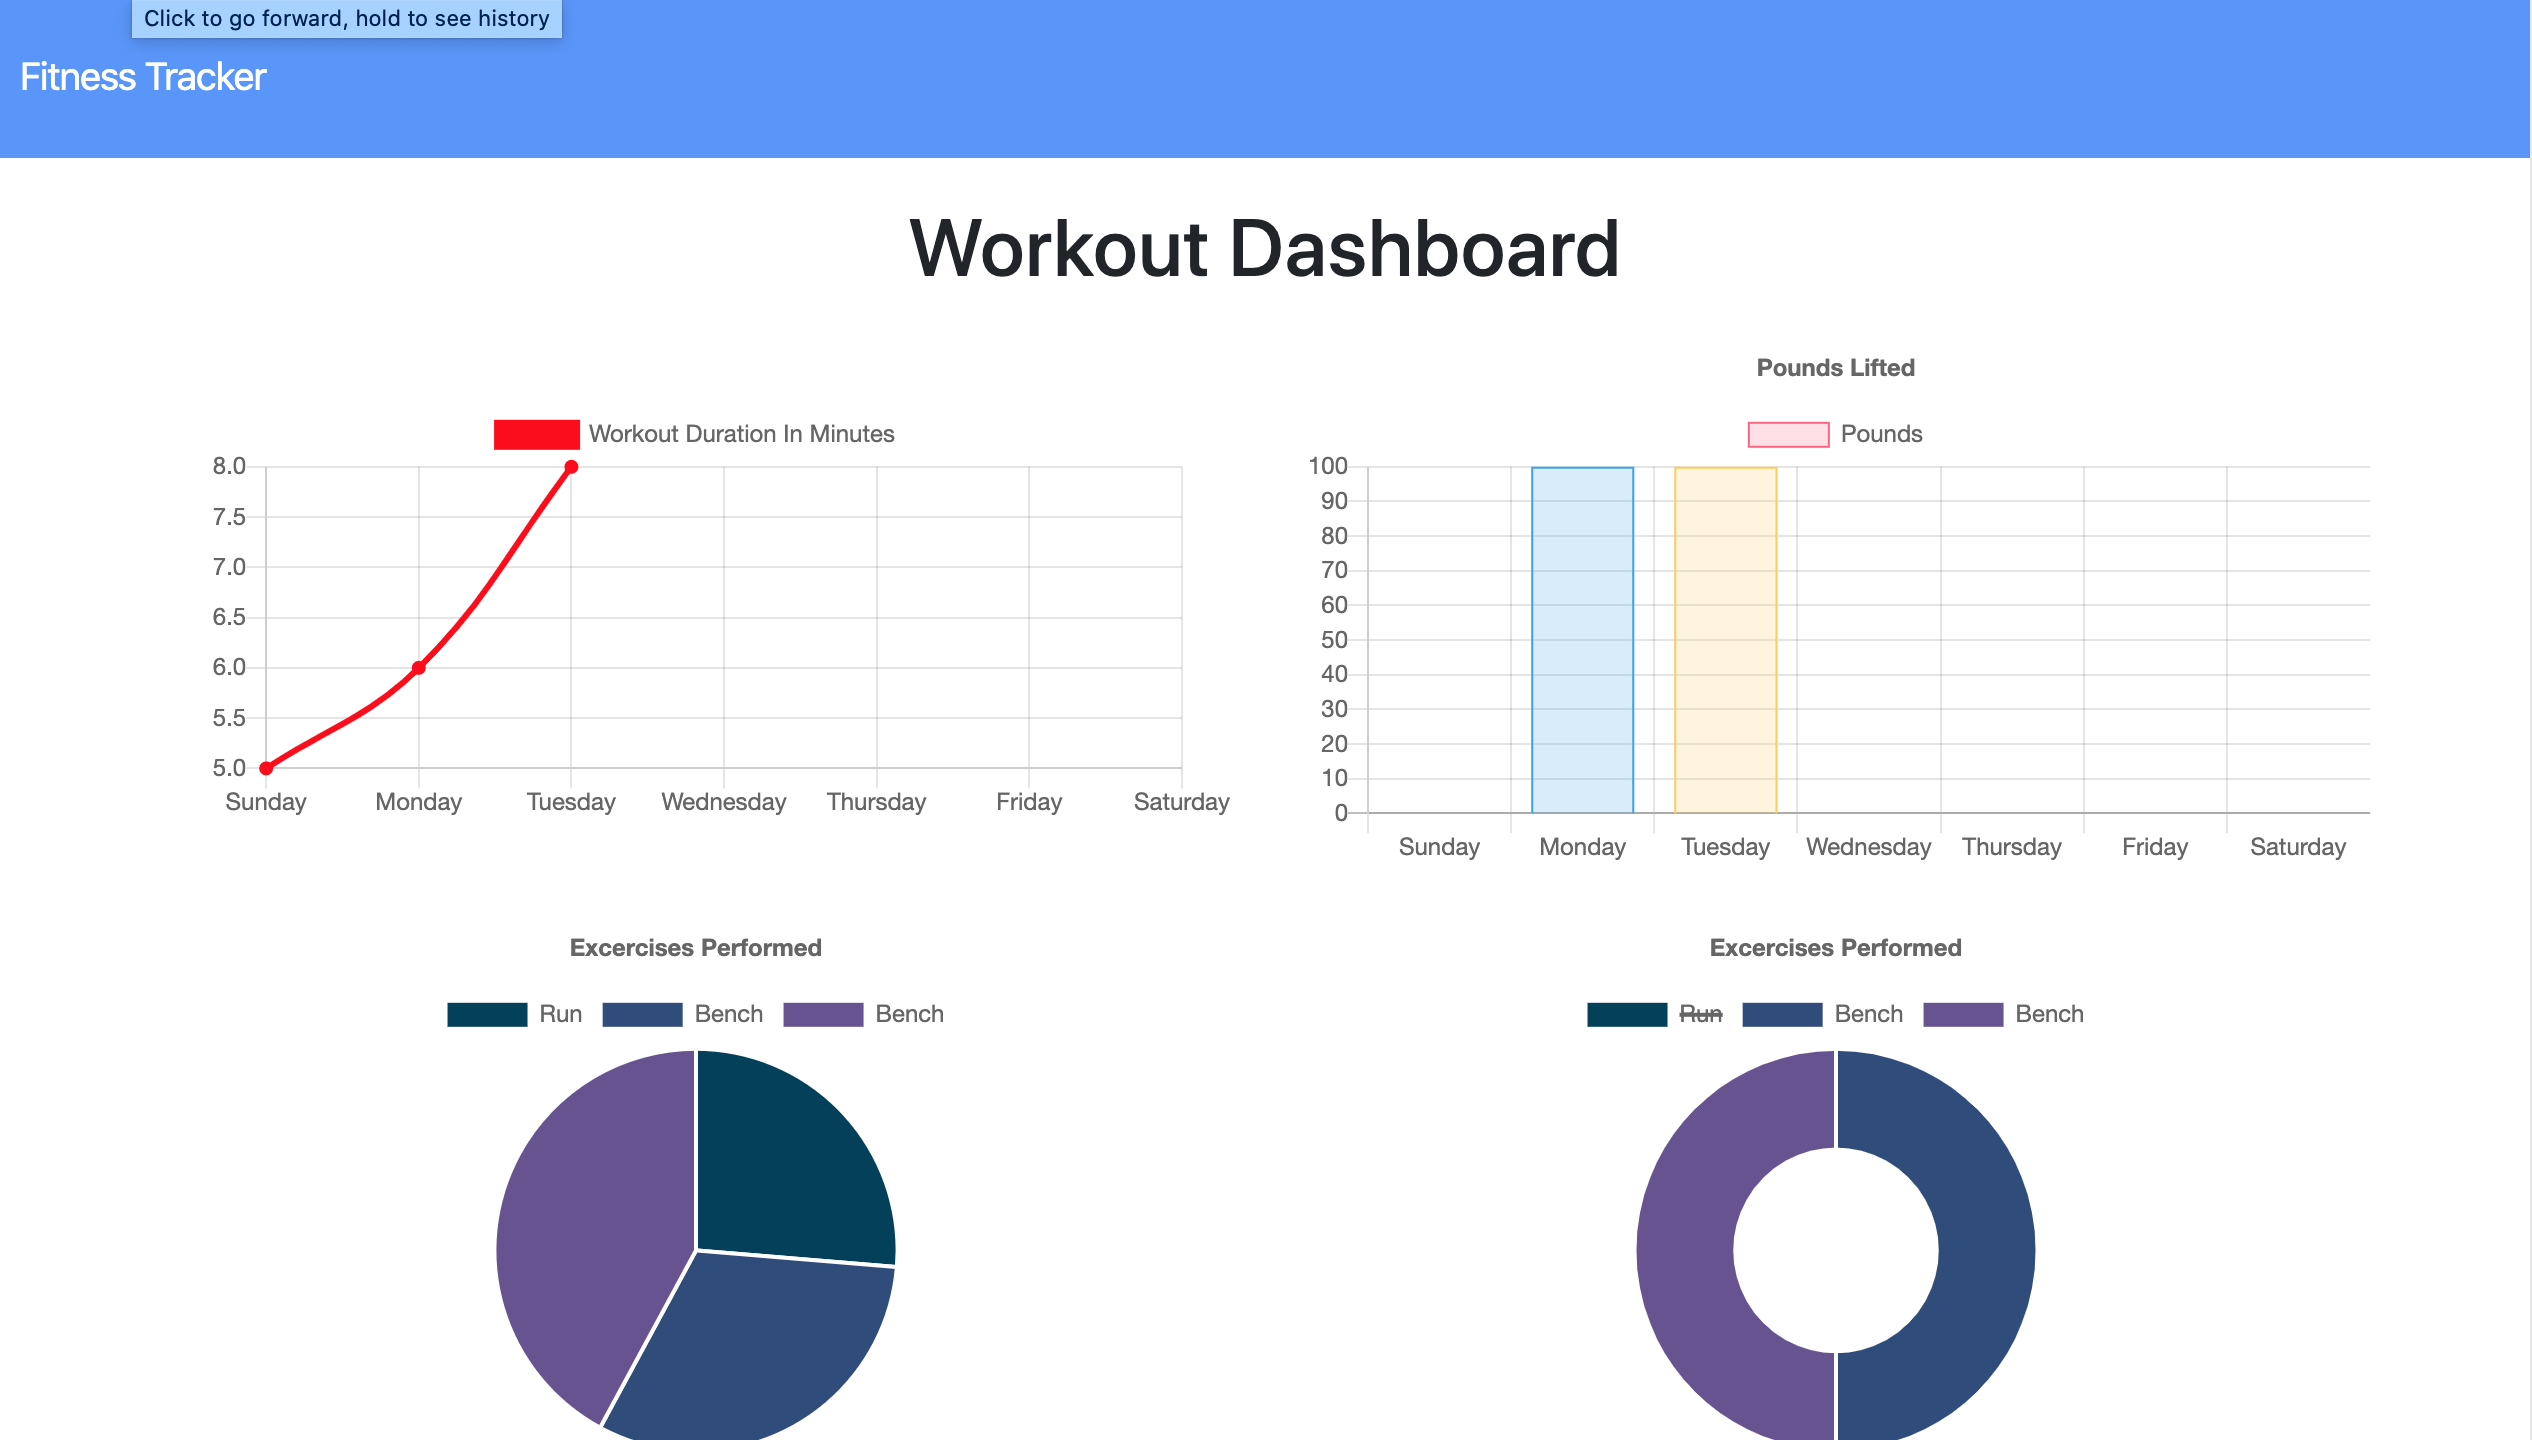 Click to go forward, hold to see history
Fitness Tracker
Workout Dashboard
Workout Duration In Minutes
8.0
7.5
7.0
6.5
6.0
5.5
5.0
Sunday Monday Tuesday Wednesday Thursday Friday Saturday
Pounds Lifted
Pounds
100
90
80
70
60
50
40
30
20
10
0
Sunday Monday Tuesday Wednesday Thursday Friday Saturday
Excercises Performed
Run Bench Bench
Excercises Performed
Run Bench Bench